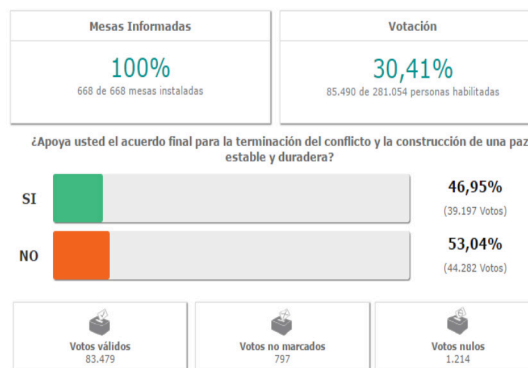 Mesas Informadas
100%
668 de 668 mesas instaladas
Votación
30,41%
85.490 de 281.054 personas habilitadas
¿Apoya usted el acuerdo final para la terminación del conflicto y la construcción de una paz
estable y duradera?
SI
46,95%
(39.197 Votos)
NO
53,04%
(44.282 Votos)
Votos válidos
83.479
Votos no marcados
797
Votos nulos
1.214